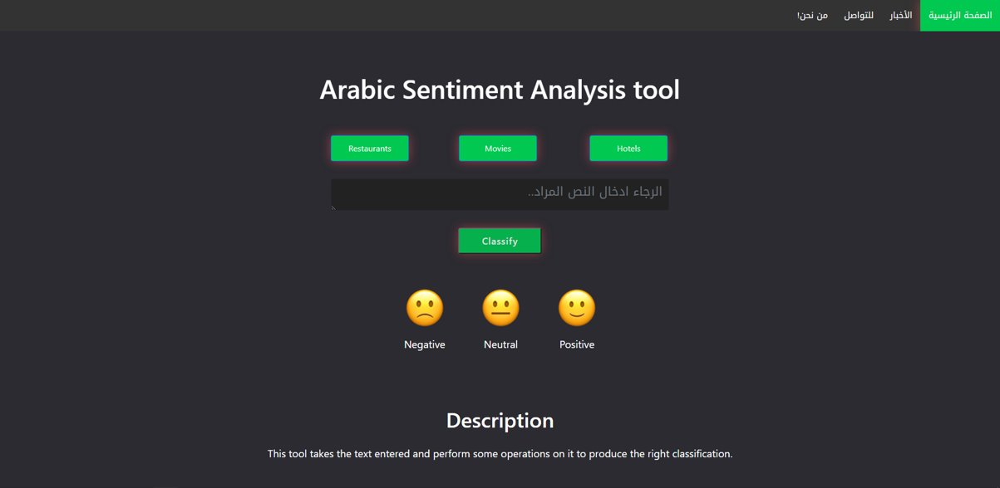 الصفحة الرئيسية
الأخبار
للتواصل
من نحن!
Arabic Sentiment Analysis tool
Restaurants
Movies
Hotels
الرجاء ادخال النص المراد..
Classify
Negative
Neutral
Positive
Description
This tool takes the text entered and perform some operations on it to produce the right classification.